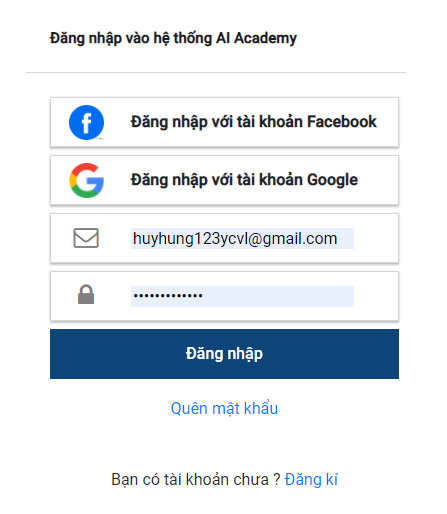 Đăng nhập vào hệ thống AI Academy
Đăng nhập với tài khoản Facebook
Đăng nhập với tài khoản Google
huyhung123ycvl@gmail.com
•••••••••••••
Đăng nhập
Quên mật khẩu
Bạn có tài khoản chưa ? Đăng kí